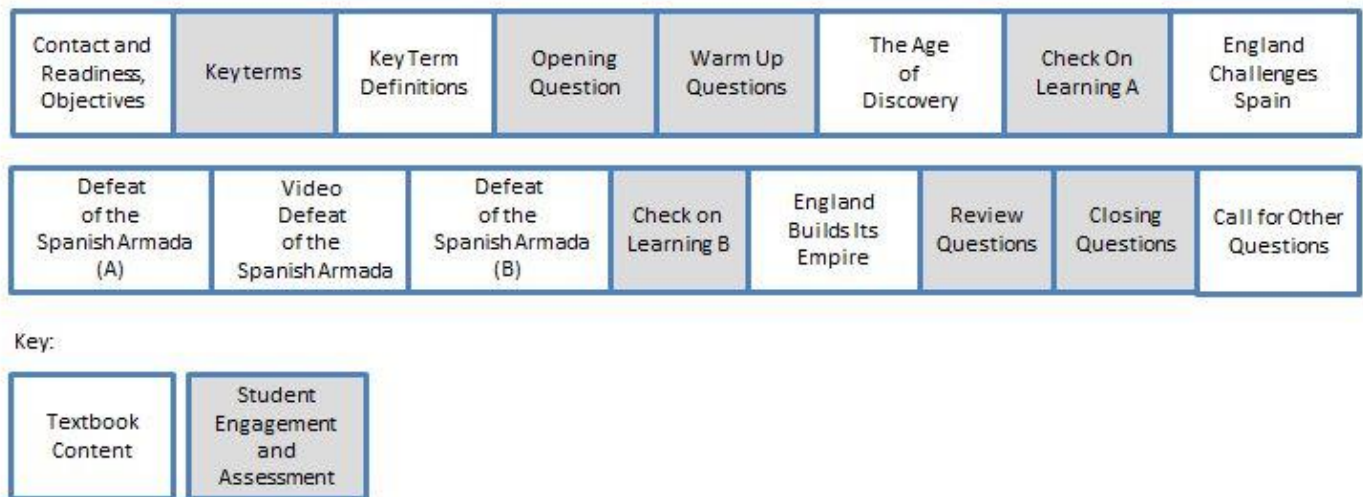 Contact and
Readiness,
Objectives
Key terms
Key Term
Definitions
Opening
Question
Warm Up
Questions
The Age
of
Discovery
Check On
Learning A
England
Challenges
Spain
Defeat
of the
Spanish Armada
(A)
Video
Defeat
of the
Spanish Armada
Defeat
of the
Spanish Armada
(B)
Check on
Learning B
England
Builds Its
Empire
Review
Questions
Closing
Questions
Call for Other
Questions
Key:
Textbook
Content
Student
Engagement
and
Assessment